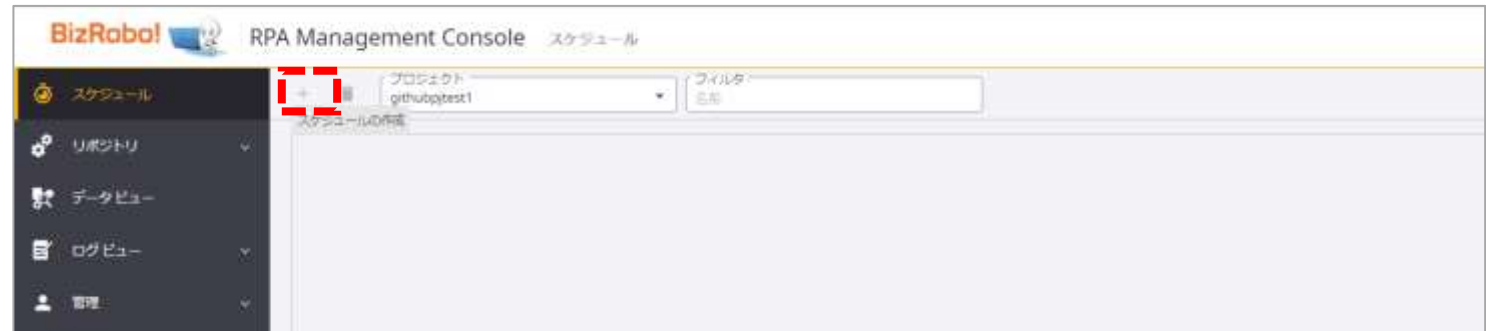 BizRobo!
RPA Management Console スケジュール
スケジュール
プロジェクト
githubpjtest1
フィルタ
名前
スケジュールの作成
リポジトリ
データビュー
ログビュー
管理